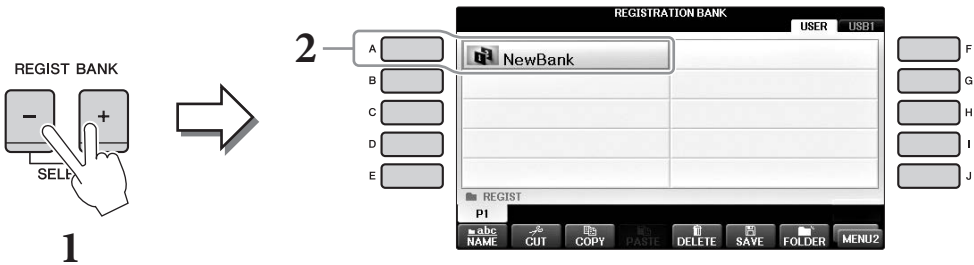 REGIST BANK
- +
1
2
REGISTRATION BANK
USER USB1
A
B
C
D
E
NewBank
REGIST
P1
abc
NAME CUT COPY PASTE DELETE SAVE FOLDER MENU2
F
G
H
I
J